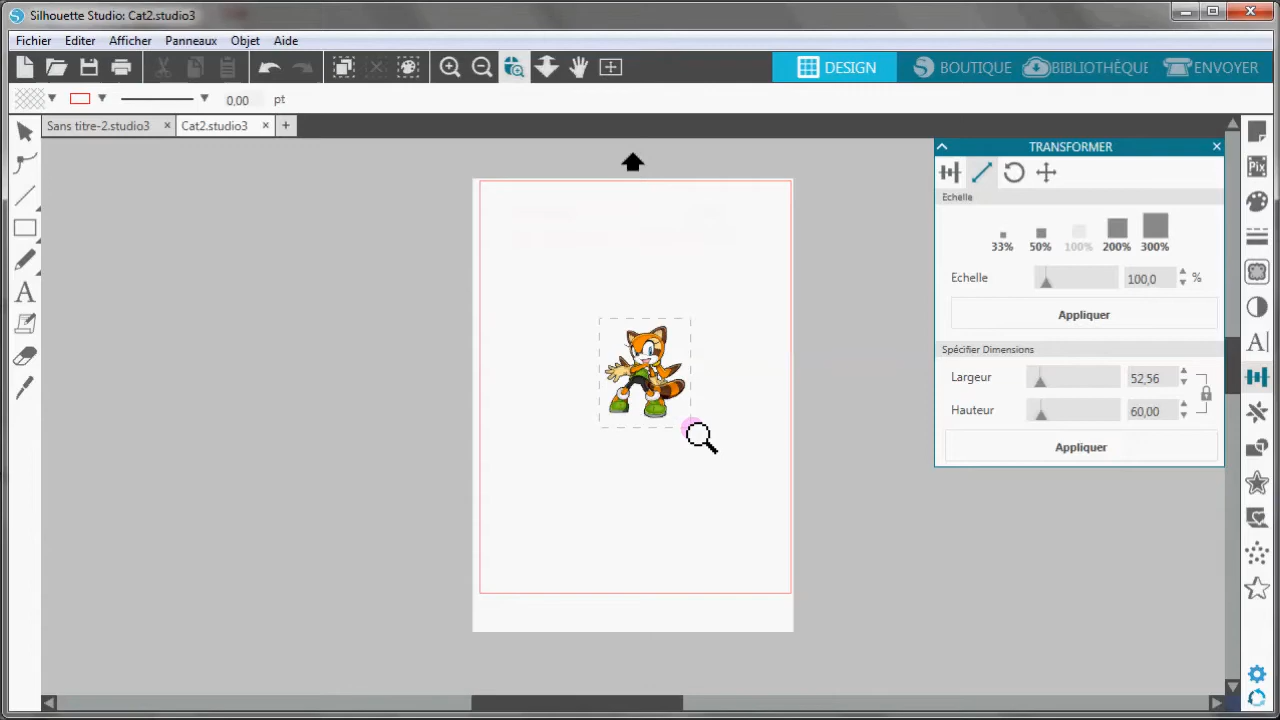 Silhouette Studio: Cat2.studio3
Fichier Editer Afficher Panneaux Objet Aide
DESIGN BOUTIQUE BIBLIOTHÈQUE ENVOYER
0,00 pt
Sans titre-2.studio3 × Cat2.studio3 × +
TRANSFORMER
Echelle
33% 50% 100% 200% 300%
Echelle 100,0 %
Appliquer
Spécifier Dimensions
Largeur 52,56
Hauteur 60,00
Appliquer
Pix
A
A